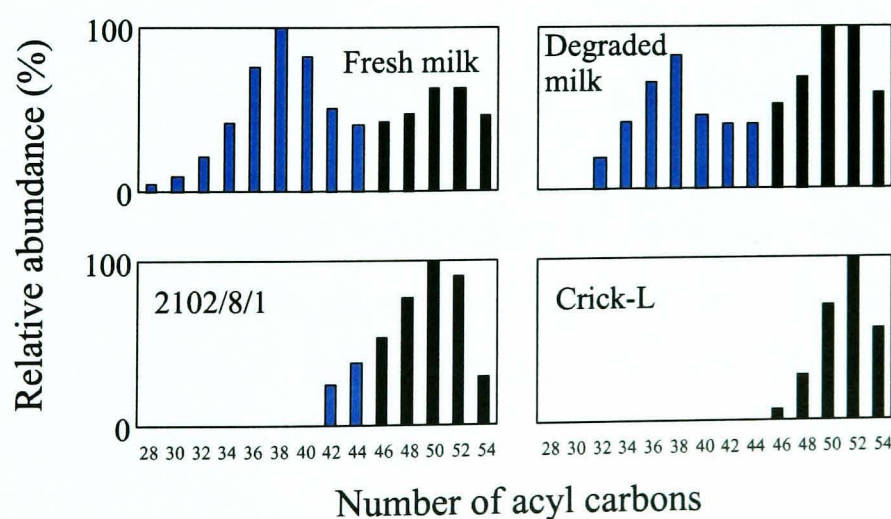 Relative abundance (%)
100
0
Fresh milk
Degraded
milk
100
0
2102/8/1
Crick-L
28 30 32 34 36 38 40 42 44 46 48 50 52 54
28 30 32 34 36 38 40 42 44 46 48 50 52 54
Number of acyl carbons